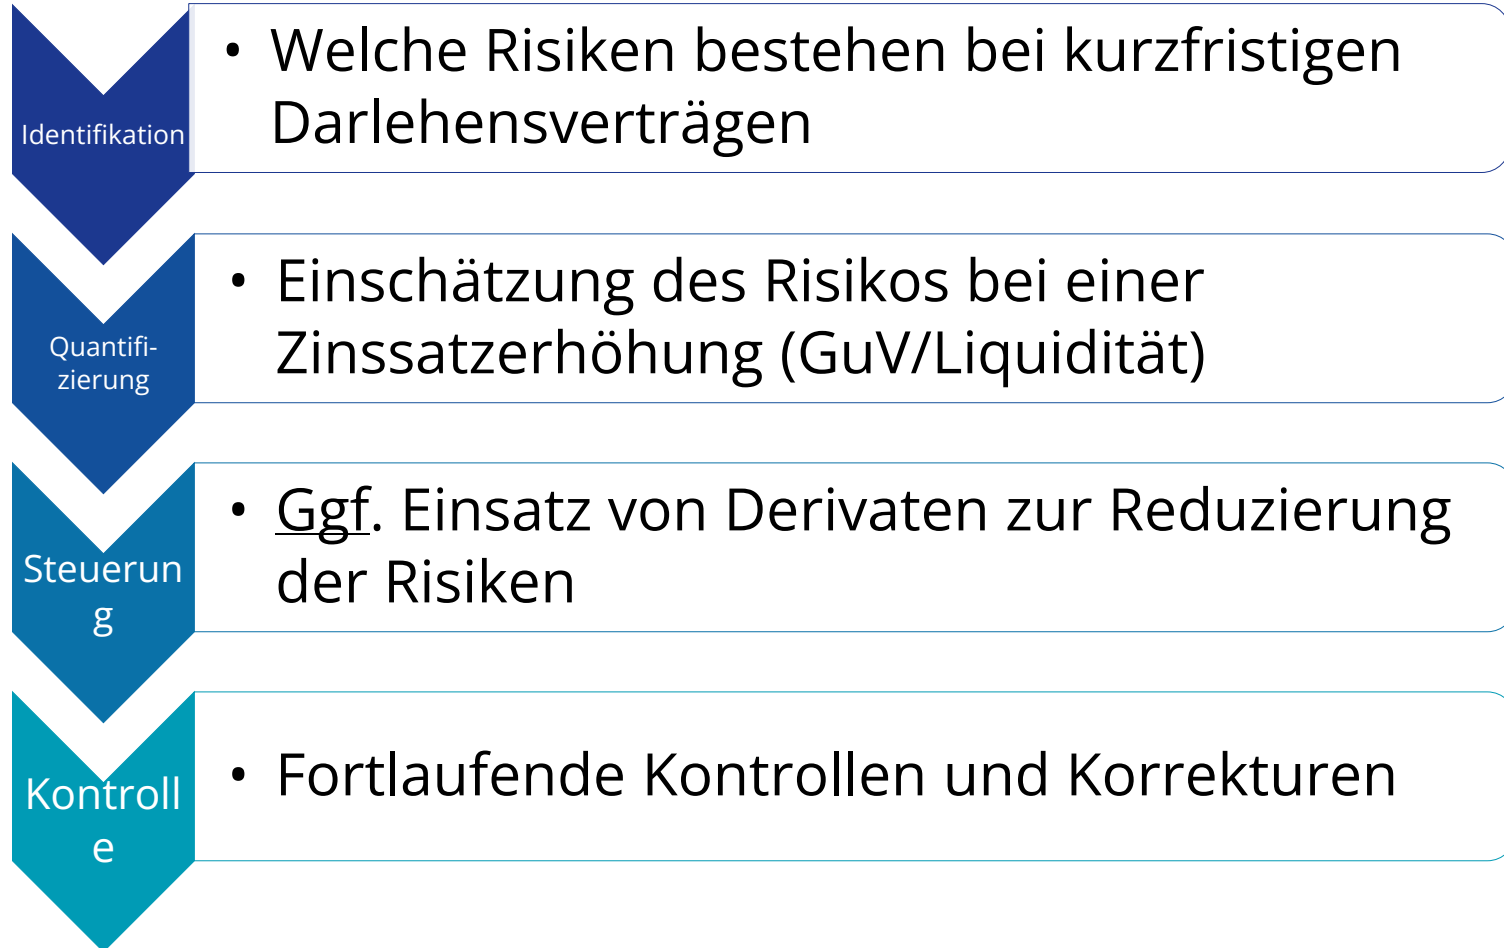 Identifikation
• Welche Risiken bestehen bei kurzfristigen
Darlehensverträgen
Quantifi-
zierung
• Einschätzung des Risikos bei einer
Zinssatzerhöhung (GuV/Liquidität)
Steuerun
g
• Ggf. Einsatz von Derivaten zur Reduzierung
der Risiken
Kontroll
e
• Fortlaufende Kontrollen und Korrekturen